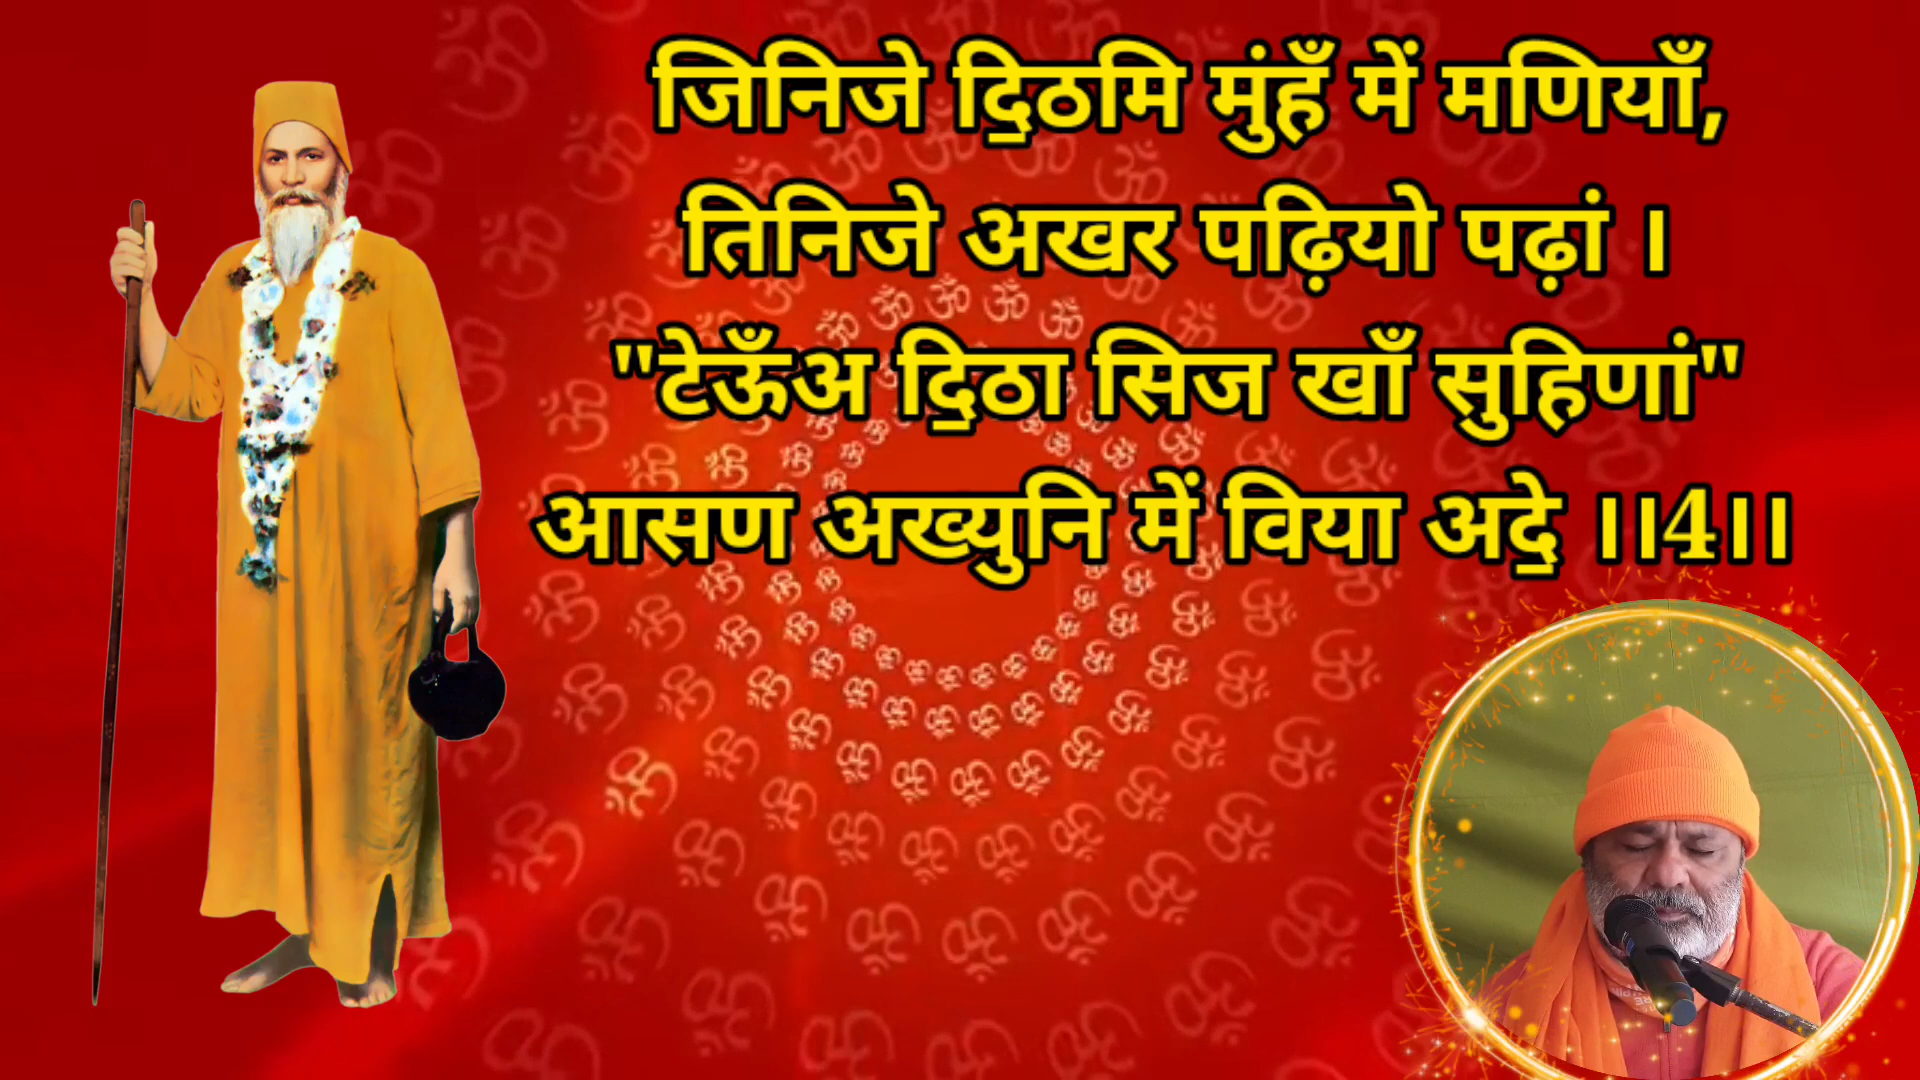 जिनिजे दि॒ठमि मुंहँ में मणियाँ,
तिनिजे अखर पढ़ियो पढ़ां ।
"टेऊँअ दि॒ठा सिज खाँ सुहिणां"
आसण अख्युनि में विया अदे॒ ।।4।।